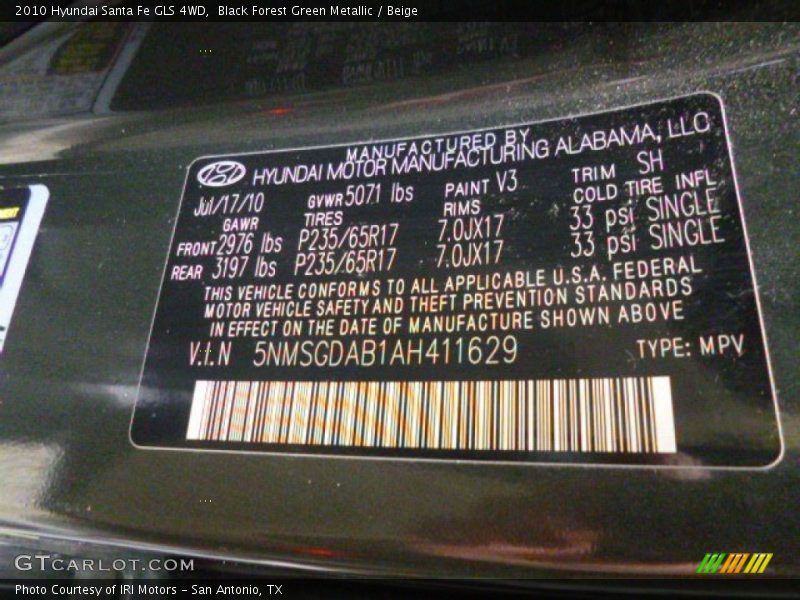 2010 Hyundai Santa Fe GLS 4WD, Black Forest Green Metallic / Beige
MANUFACTURED BY
HYUNDAI MOTOR MANUFACTURING ALABAMA, LLC
Jul/17/10 GVWR 5071 lbs PAINT V3 TRIM SH
GAWR TIRES RIMS COLD TIRE INFL
FRONT 2976 lbs P235/65R17 7.0JX17 33 psi SINGLE
REAR 3197 lbs P235/65R17 7.0JX17 33 psi SINGLE
THIS VEHICLE CONFORMS TO ALL APPLICABLE U.S.A. FEDERAL
MOTOR VEHICLE SAFETY AND THEFT PREVENTION STANDARDS
IN EFFECT ON THE DATE OF MANUFACTURE SHOWN ABOVE
V.I.N 5NMSGDAB1AH411629 TYPE: MPV
GTCARLOT.COM
Photo Courtesy of IRI Motors - San Antonio, TX